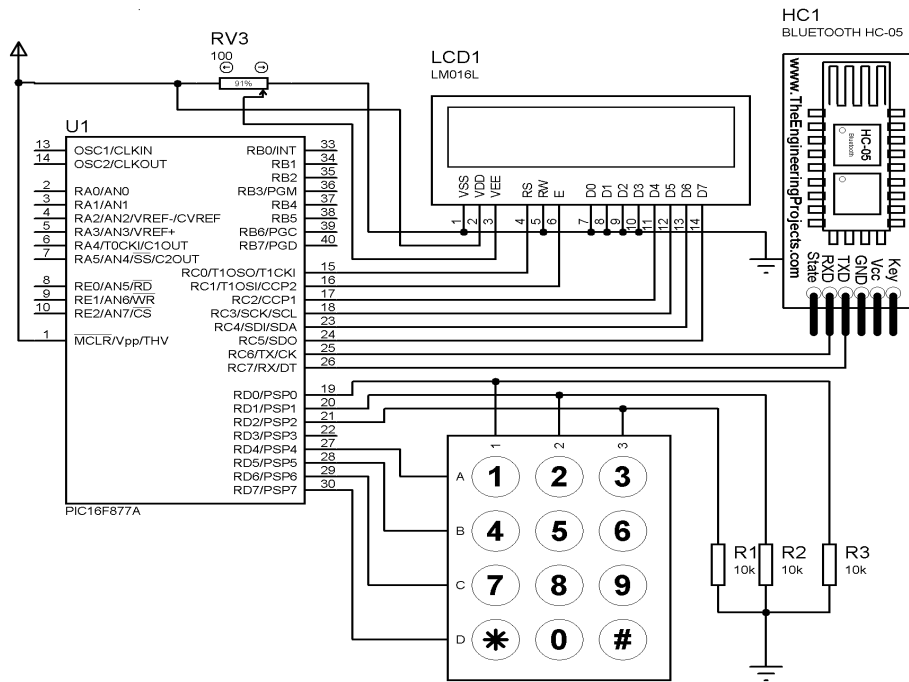 HC1
BLUETOOTH HC-05
RV3
100
91%
LCD1
LM016L
VSS
VDD
VEE
RS
RW
E
D0
D1
D2
D3
D4
D5
D6
D7
1
2
3
4
5
6
7
8
9
10
11
12
13
14
www.TheEngineeringProjects.com
HC-05
Bluetooth
State
RXD
TXD
GND
Vcc
Key
U1
13 OSC1/CLKIN
14 OSC2/CLKOUT
2 RA0/AN0
3 RA1/AN1
4 RA2/AN2/VREF-/CVREF
5 RA3/AN3/VREF+
6 RA4/T0CKI/C1OUT
7 RA5/AN4/SS/C2OUT
8 RE0/AN5/RD
9 RE1/AN6/WR
10 RE2/AN7/CS
1 MCLR/Vpp/THV
RB0/INT 33
RB1 34
RB2 35
RB3/PGM 36
RB4 37
RB5 38
RB6/PGC 39
RB7/PGD 40
RC0/T1OSO/T1CKI 15
RC1/T1OSI/CCP2 16
RC2/CCP1 17
RC3/SCK/SCL 18
RC4/SDI/SDA 23
RC5/SDO 24
RC6/TX/CK 25
RC7/RX/DT 26
RD0/PSP0 19
RD1/PSP1 20
RD2/PSP2 21
RD3/PSP3 22
RD4/PSP4 27
RD5/PSP5 28
RD6/PSP6 29
RD7/PSP7 30
PIC16F877A
1 2 3
A 1 2 3
B 4 5 6
C 7 8 9
D * 0 #
R1
10k
R2
10k
R3
10k